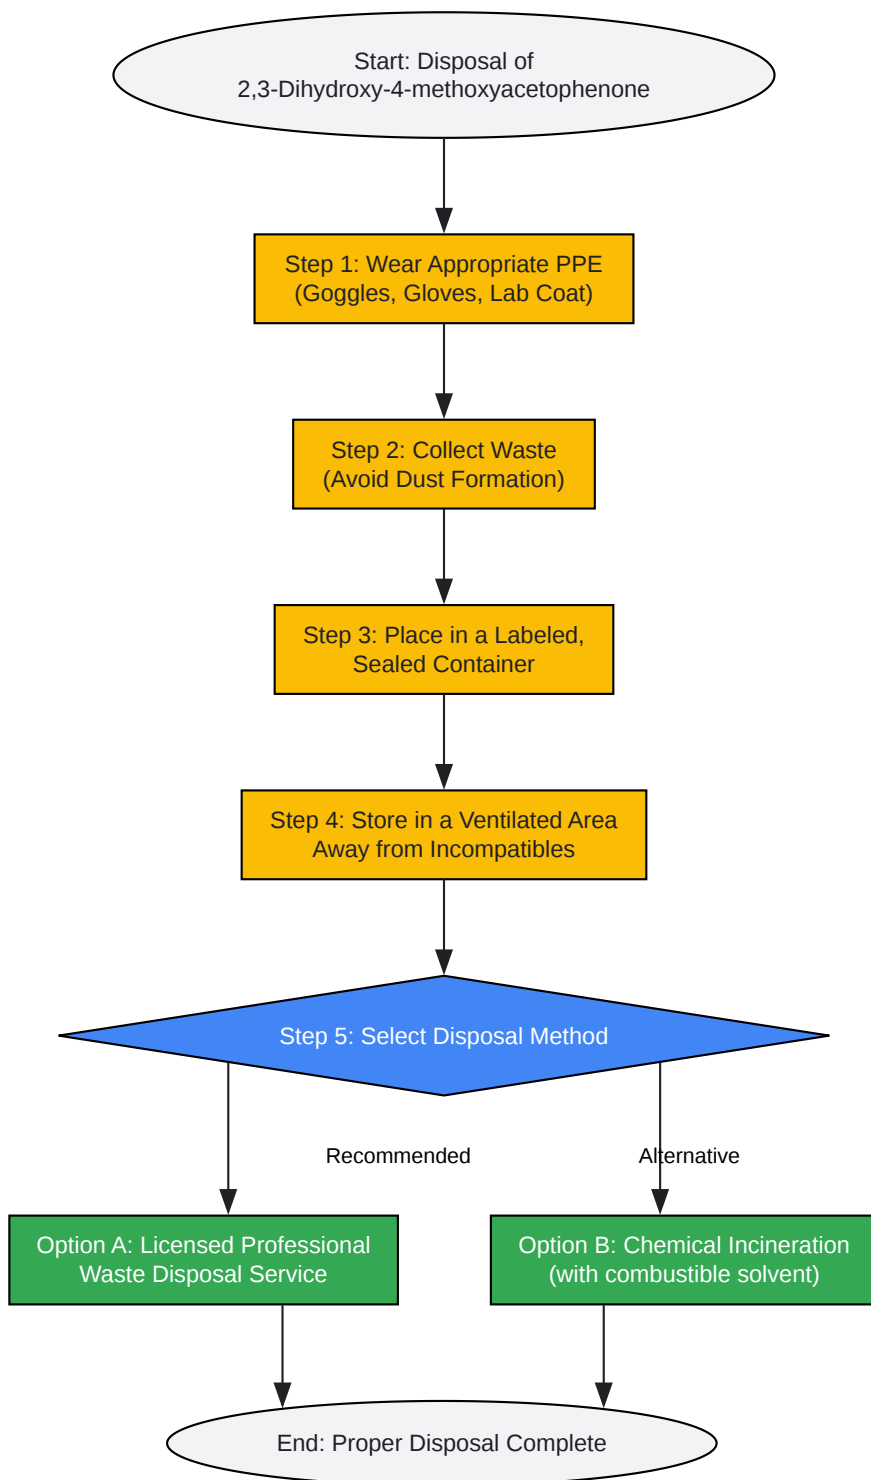 Start: Disposal of
2,3-Dihydroxy-4-methoxyacetophenone
Step 1: Wear Appropriate PPE
(Goggles, Gloves, Lab Coat)
Step 2: Collect Waste
(Avoid Dust Formation)
Step 3: Place in a Labeled,
Sealed Container
Step 4: Store in a Ventilated Area
Away from Incompatibles
Step 5: Select Disposal Method
Recommended
Alternative
Option A: Licensed Professional
Waste Disposal Service
Option B: Chemical Incineration
(with combustible solvent)
End: Proper Disposal Complete